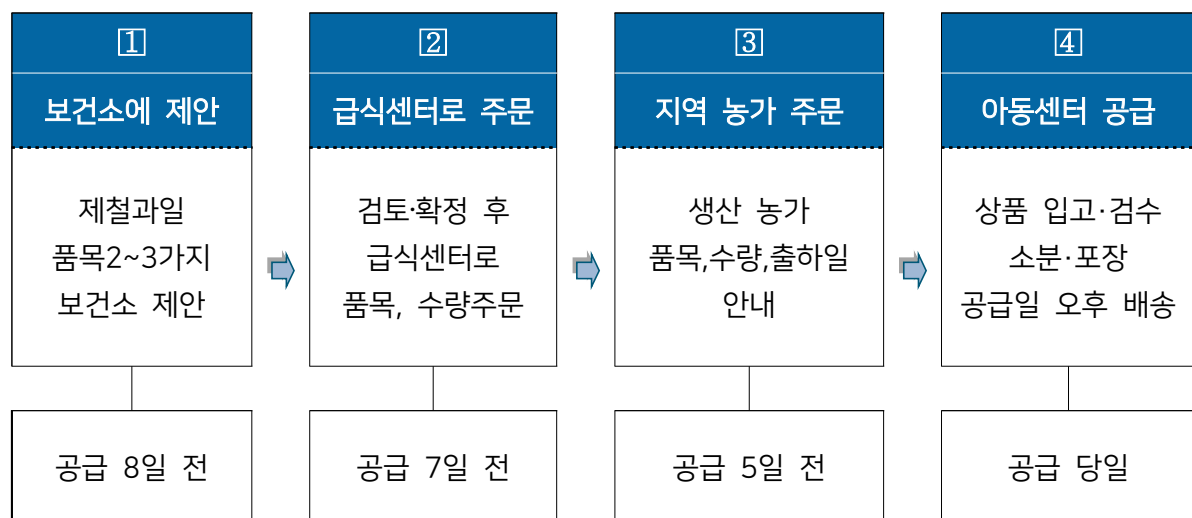 1
보건소에 제안
제철과일
품목2~3가지
보건소 제안
공급 8일 전
2
급식센터로 주문
검토·확정 후
급식센터로
품목, 수량주문
공급 7일 전
3
지역 농가 주문
생산 농가
품목,수량,출하일
안내
공급 5일 전
4
아동센터 공급
상품 입고·검수
소분·포장
공급일 오후 배송
공급 당일